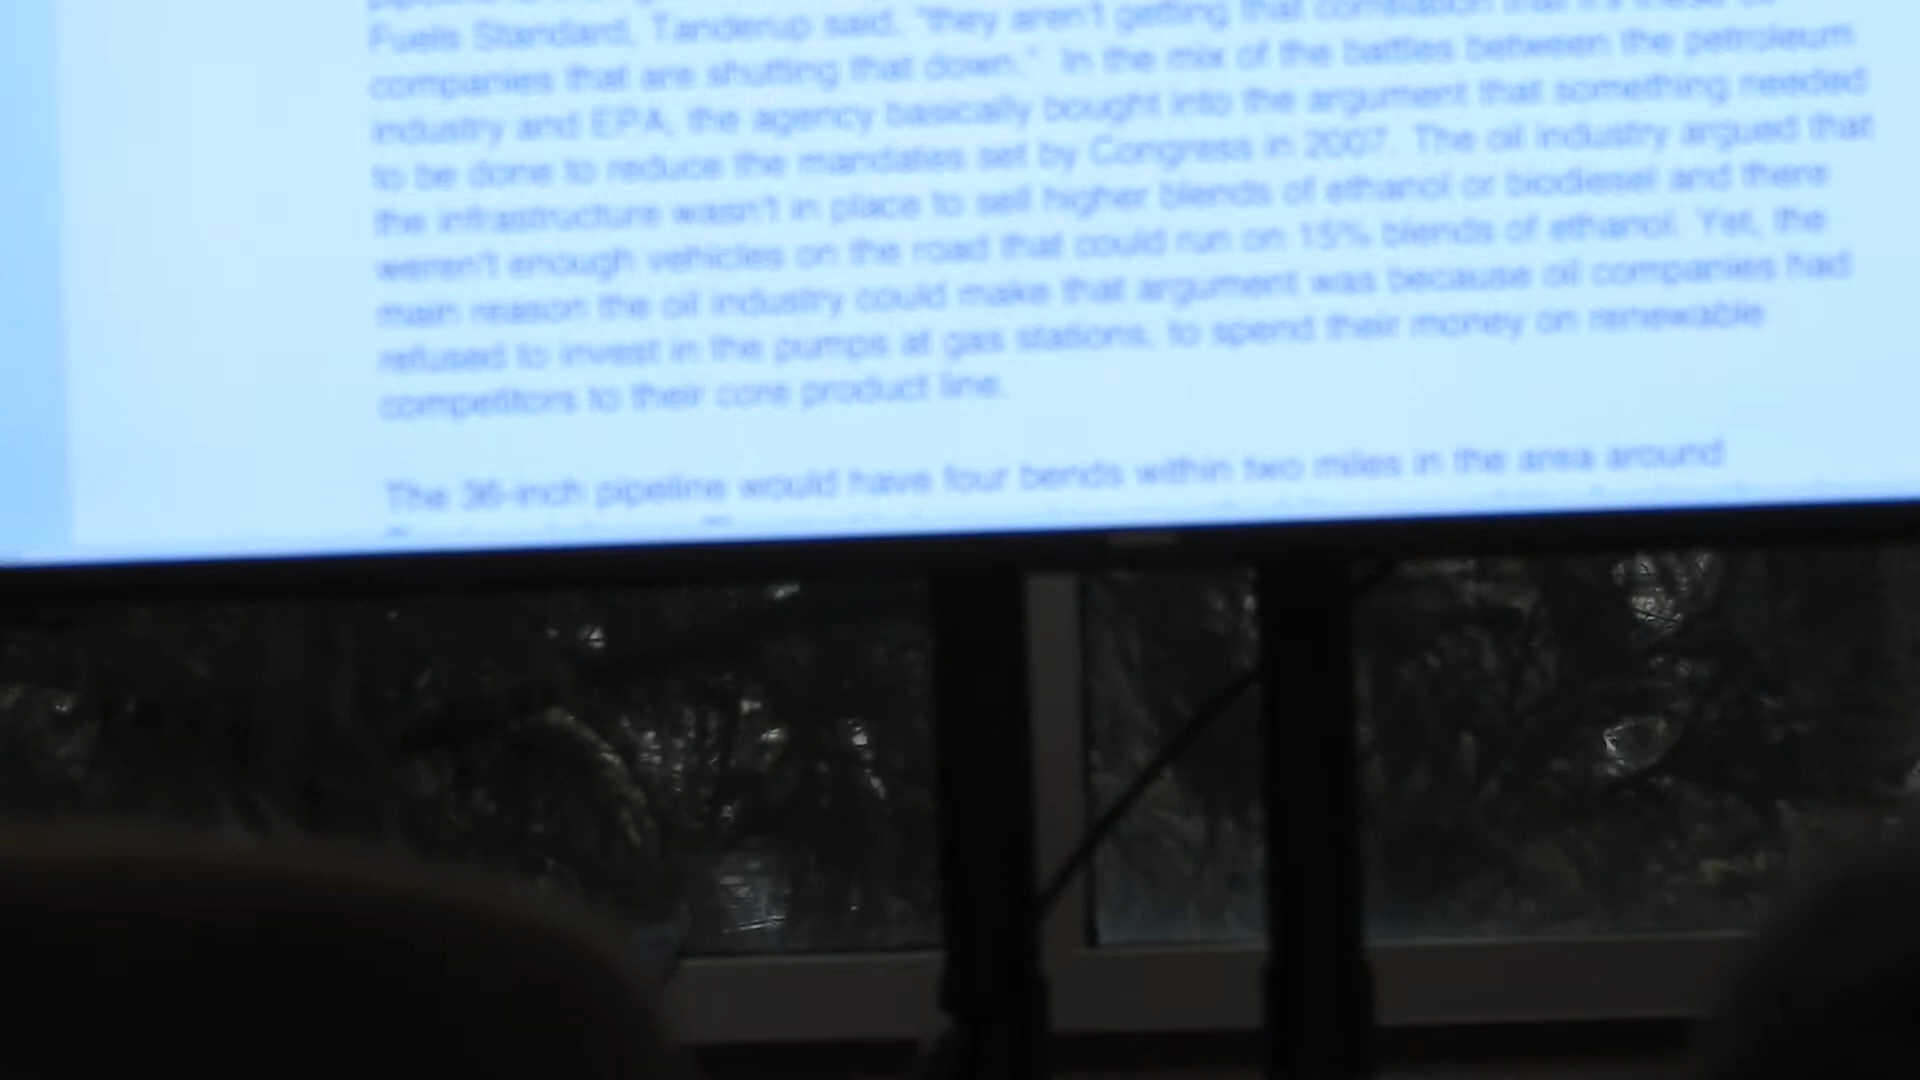 Fuels Standard, Tanderup said, "they aren't getting that correlation that it's these oil
companies that are shutting that down." In the mix of the battles between the petroleum
industry and EPA, the agency basically bought into the argument that something needed
to be done to reduce the mandates set by Congress in 2007. The oil industry argued that
the infrastructure wasn't in place to sell higher blends of ethanol or biodiesel and there
weren't enough vehicles on the road that could run on 15% blends of ethanol. Yet, the
main reason the oil industry could make that argument was because oil companies had
refused to invest in the pumps at gas stations, to spend their money on renewable
competitors to their core product line.
The 36-inch pipeline would have four bends within two miles in the area around